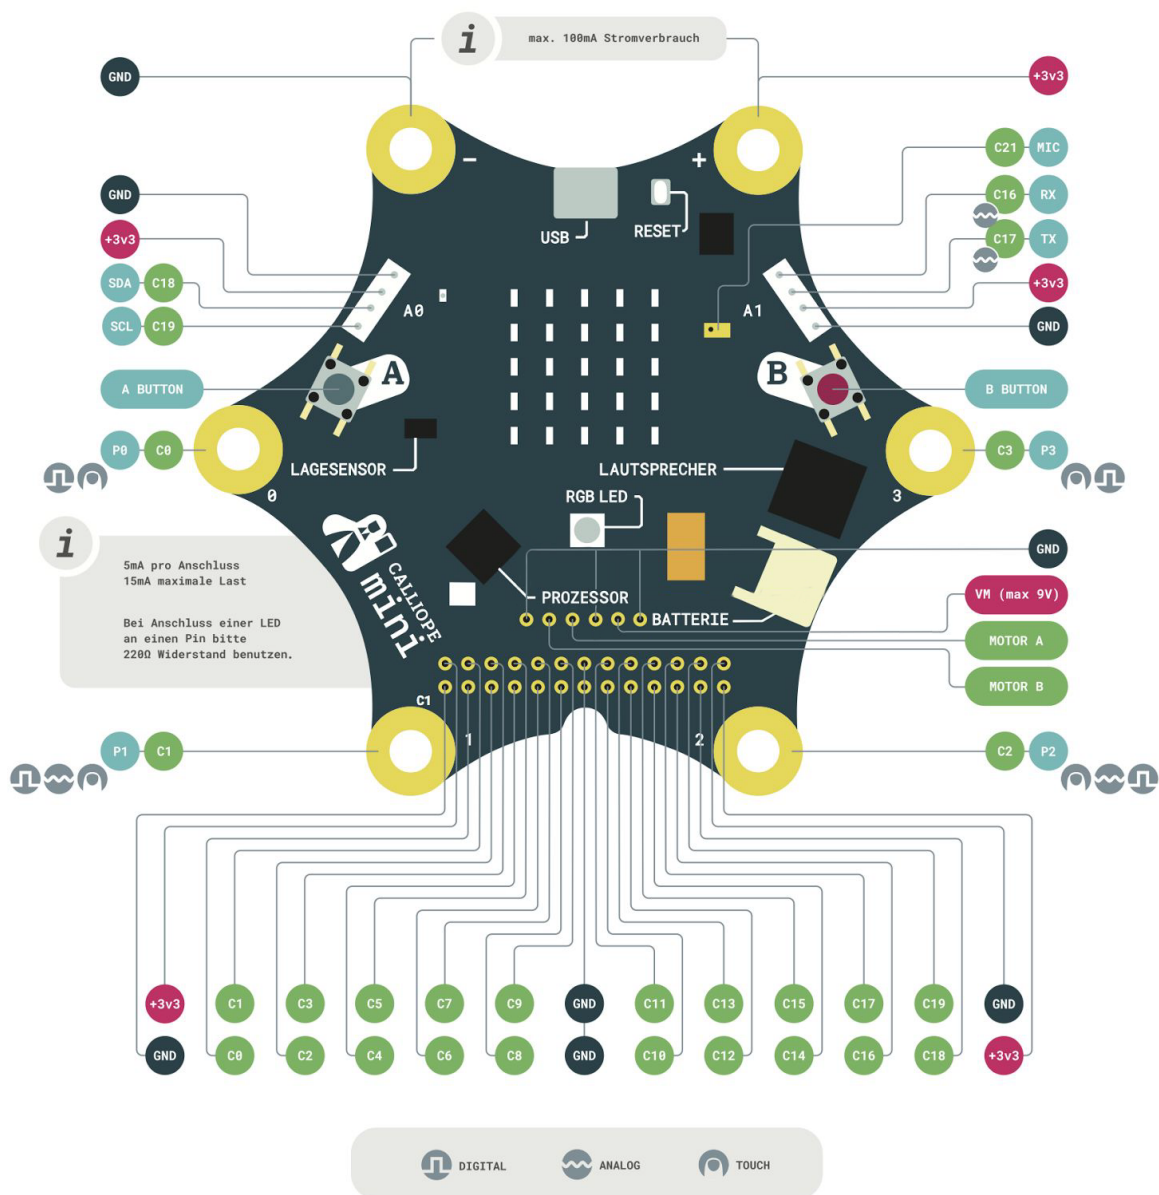 i max. 100mA Stromverbrauch
GND
+3v3
−
+
C21 MIC
GND
C16 RX
USB
RESET
+3v3
C17 TX
SDA C18
+3v3
A0
A1
SCL C19
GND
A BUTTON
A
B
B BUTTON
P0 C0
C3 P3
LAGESENSOR
LAUTSPRECHER
0
RGB LED
3
i
5mA pro Anschluss
15mA maximale Last
Bei Anschluss einer LED
an einen Pin bitte
220Ω Widerstand benutzen.
CALLIOPE
mini
GND
PROZESSOR
VM (max 9V)
BATTERIE
MOTOR A
MOTOR B
C1
1
2
P1 C1
C2 P2
+3v3 C1 C3 C5 C7 C9 GND C11 C13 C15 C17 C19 GND
GND C0 C2 C4 C6 C8 GND C10 C12 C14 C16 C18 +3v3
DIGITAL ANALOG TOUCH